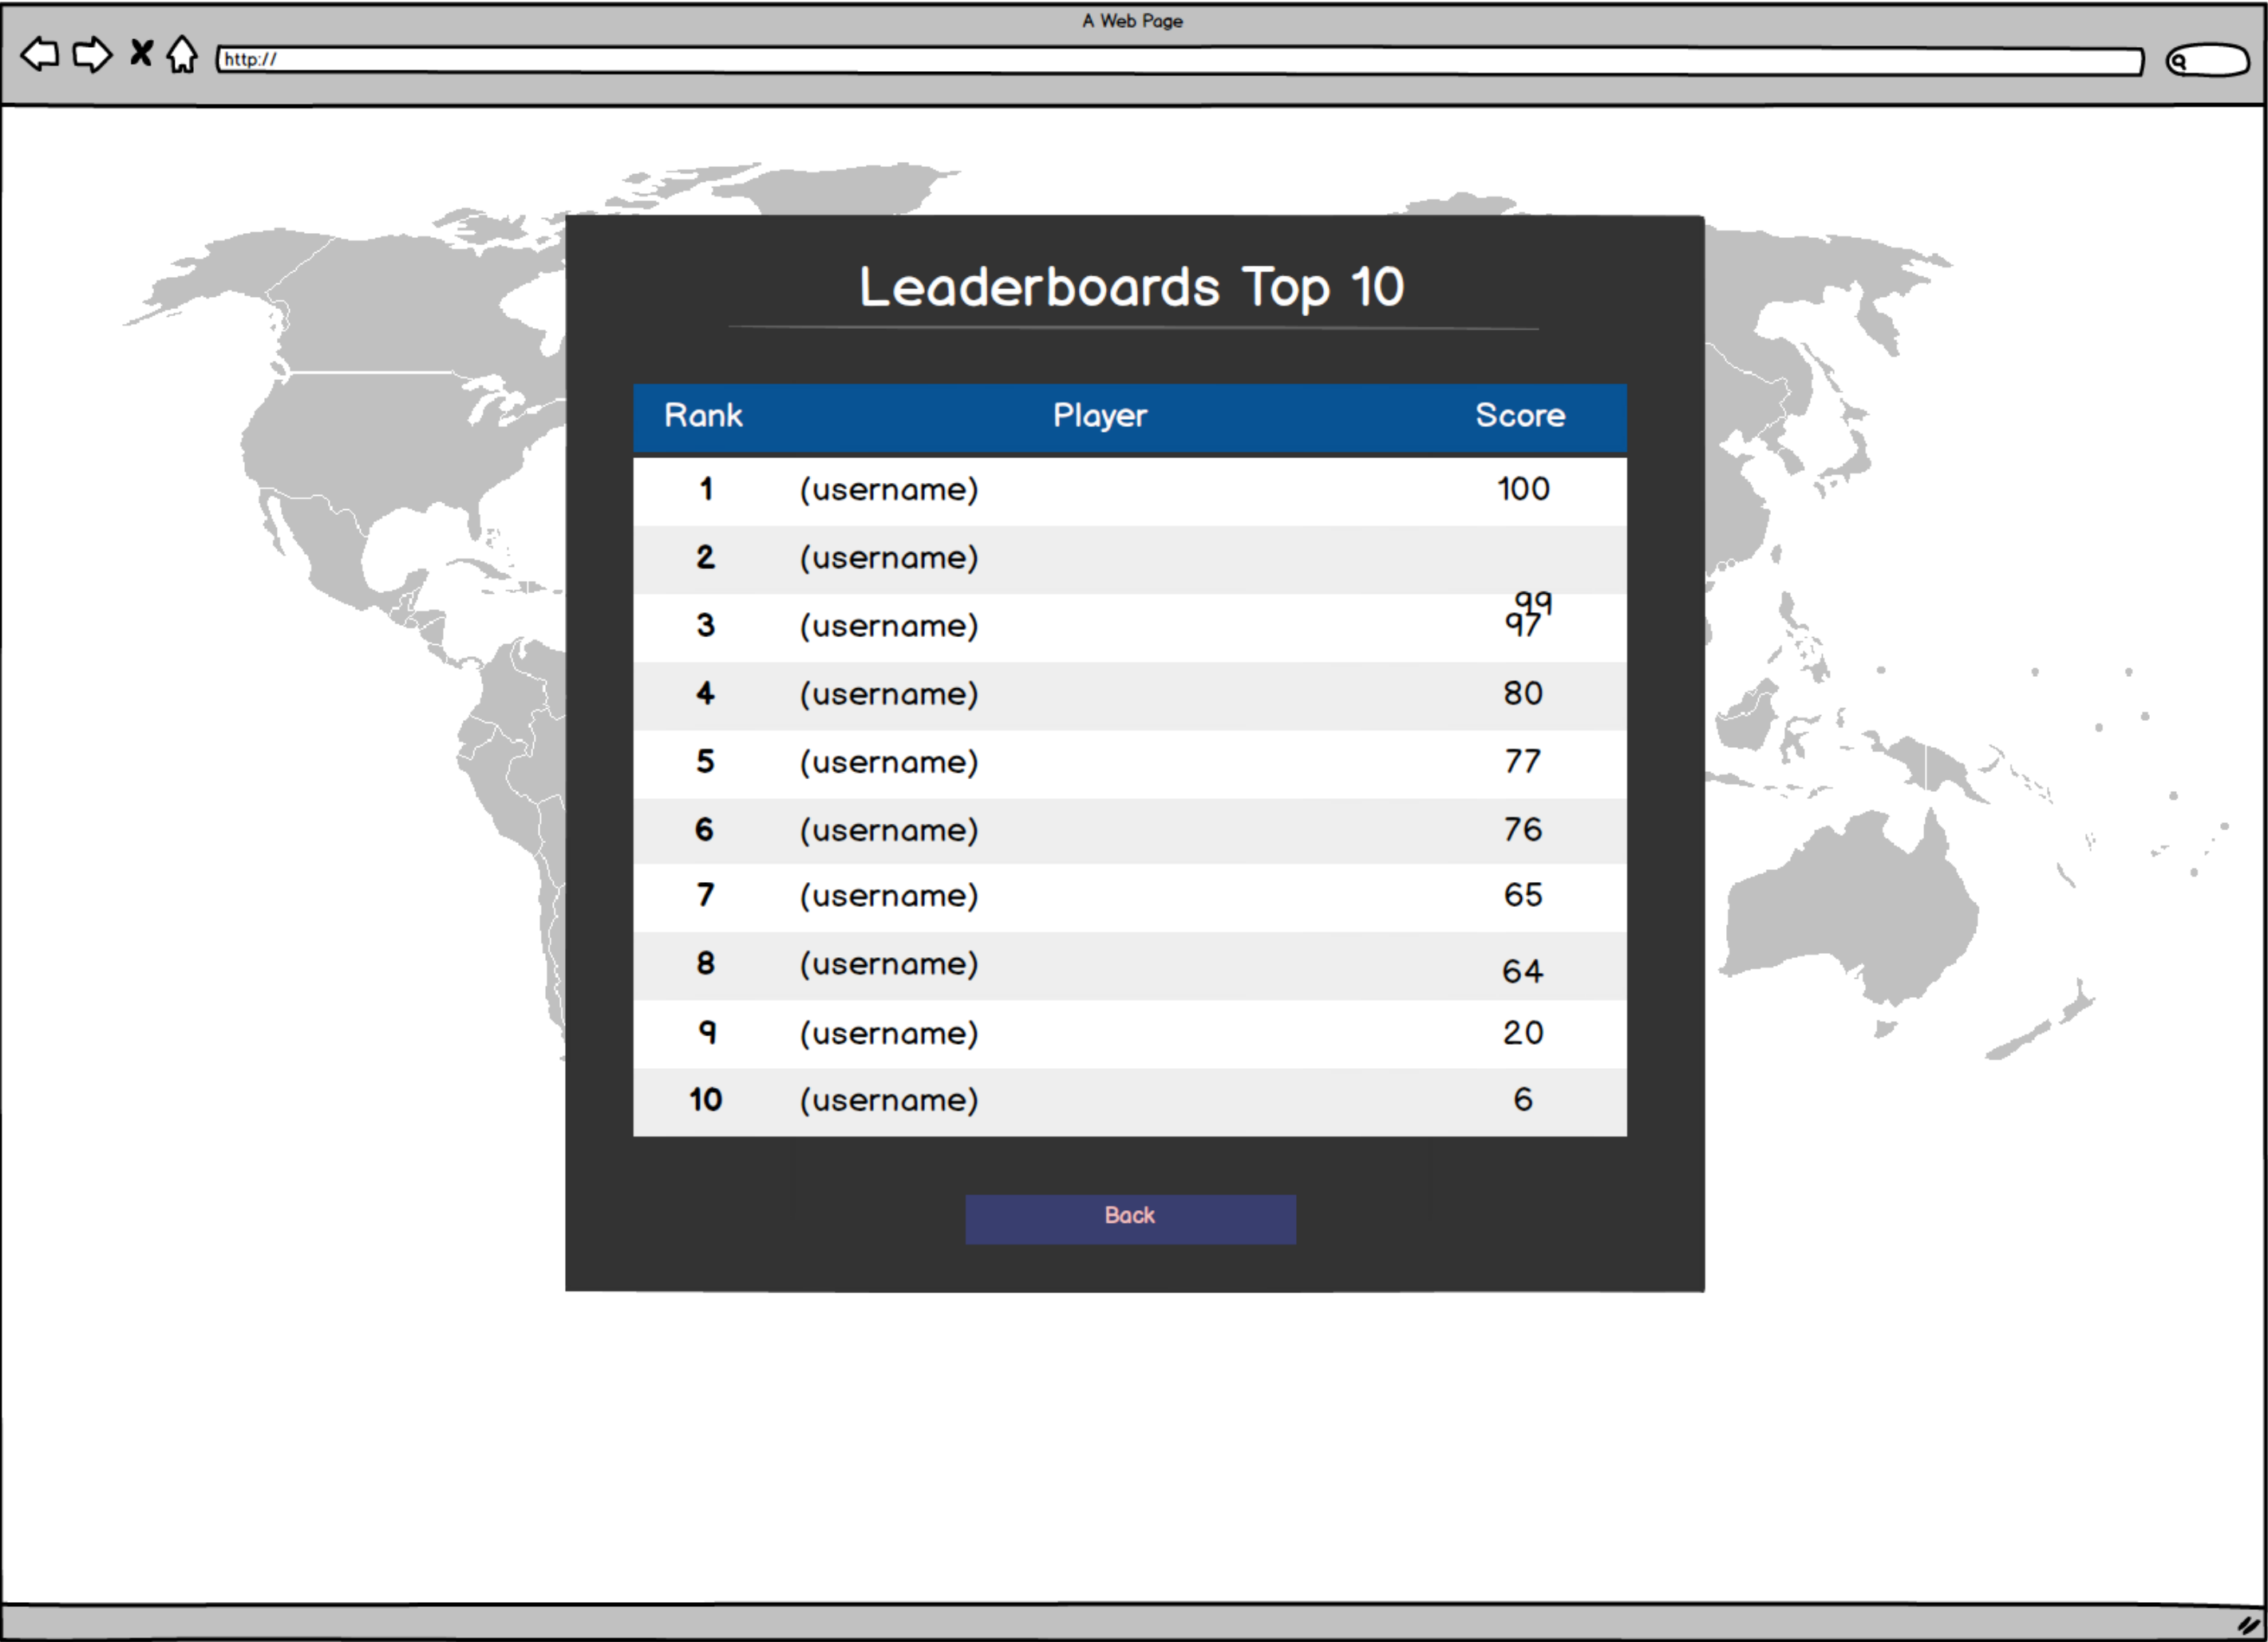 A Web Page
http://
Leaderboards Top 10
Rank Player Score
1 (username) 100
2 (username)
99
3 (username) 97
4 (username) 80
5 (username) 77
6 (username) 76
7 (username) 65
8 (username) 64
9 (username) 20
10 (username) 6
Back